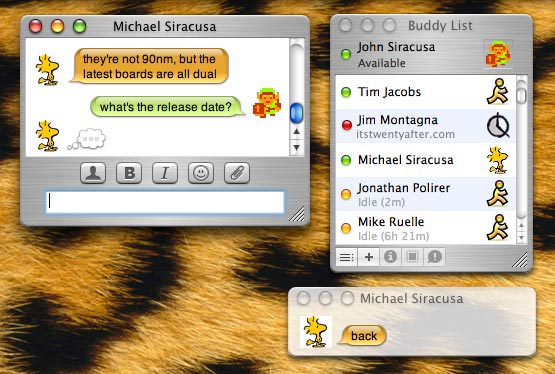 Michael Siracusa
they're not 90nm, but the
latest boards are all dual
what's the release date?
B
I
Buddy List
John Siracusa
Available
Tim Jacobs
Jim Montagna
itstwentyafter.com
Michael Siracusa
Jonathan Polirer
Idle (2m)
Mike Ruelle
Idle (6h 21m)
Michael Siracusa
back